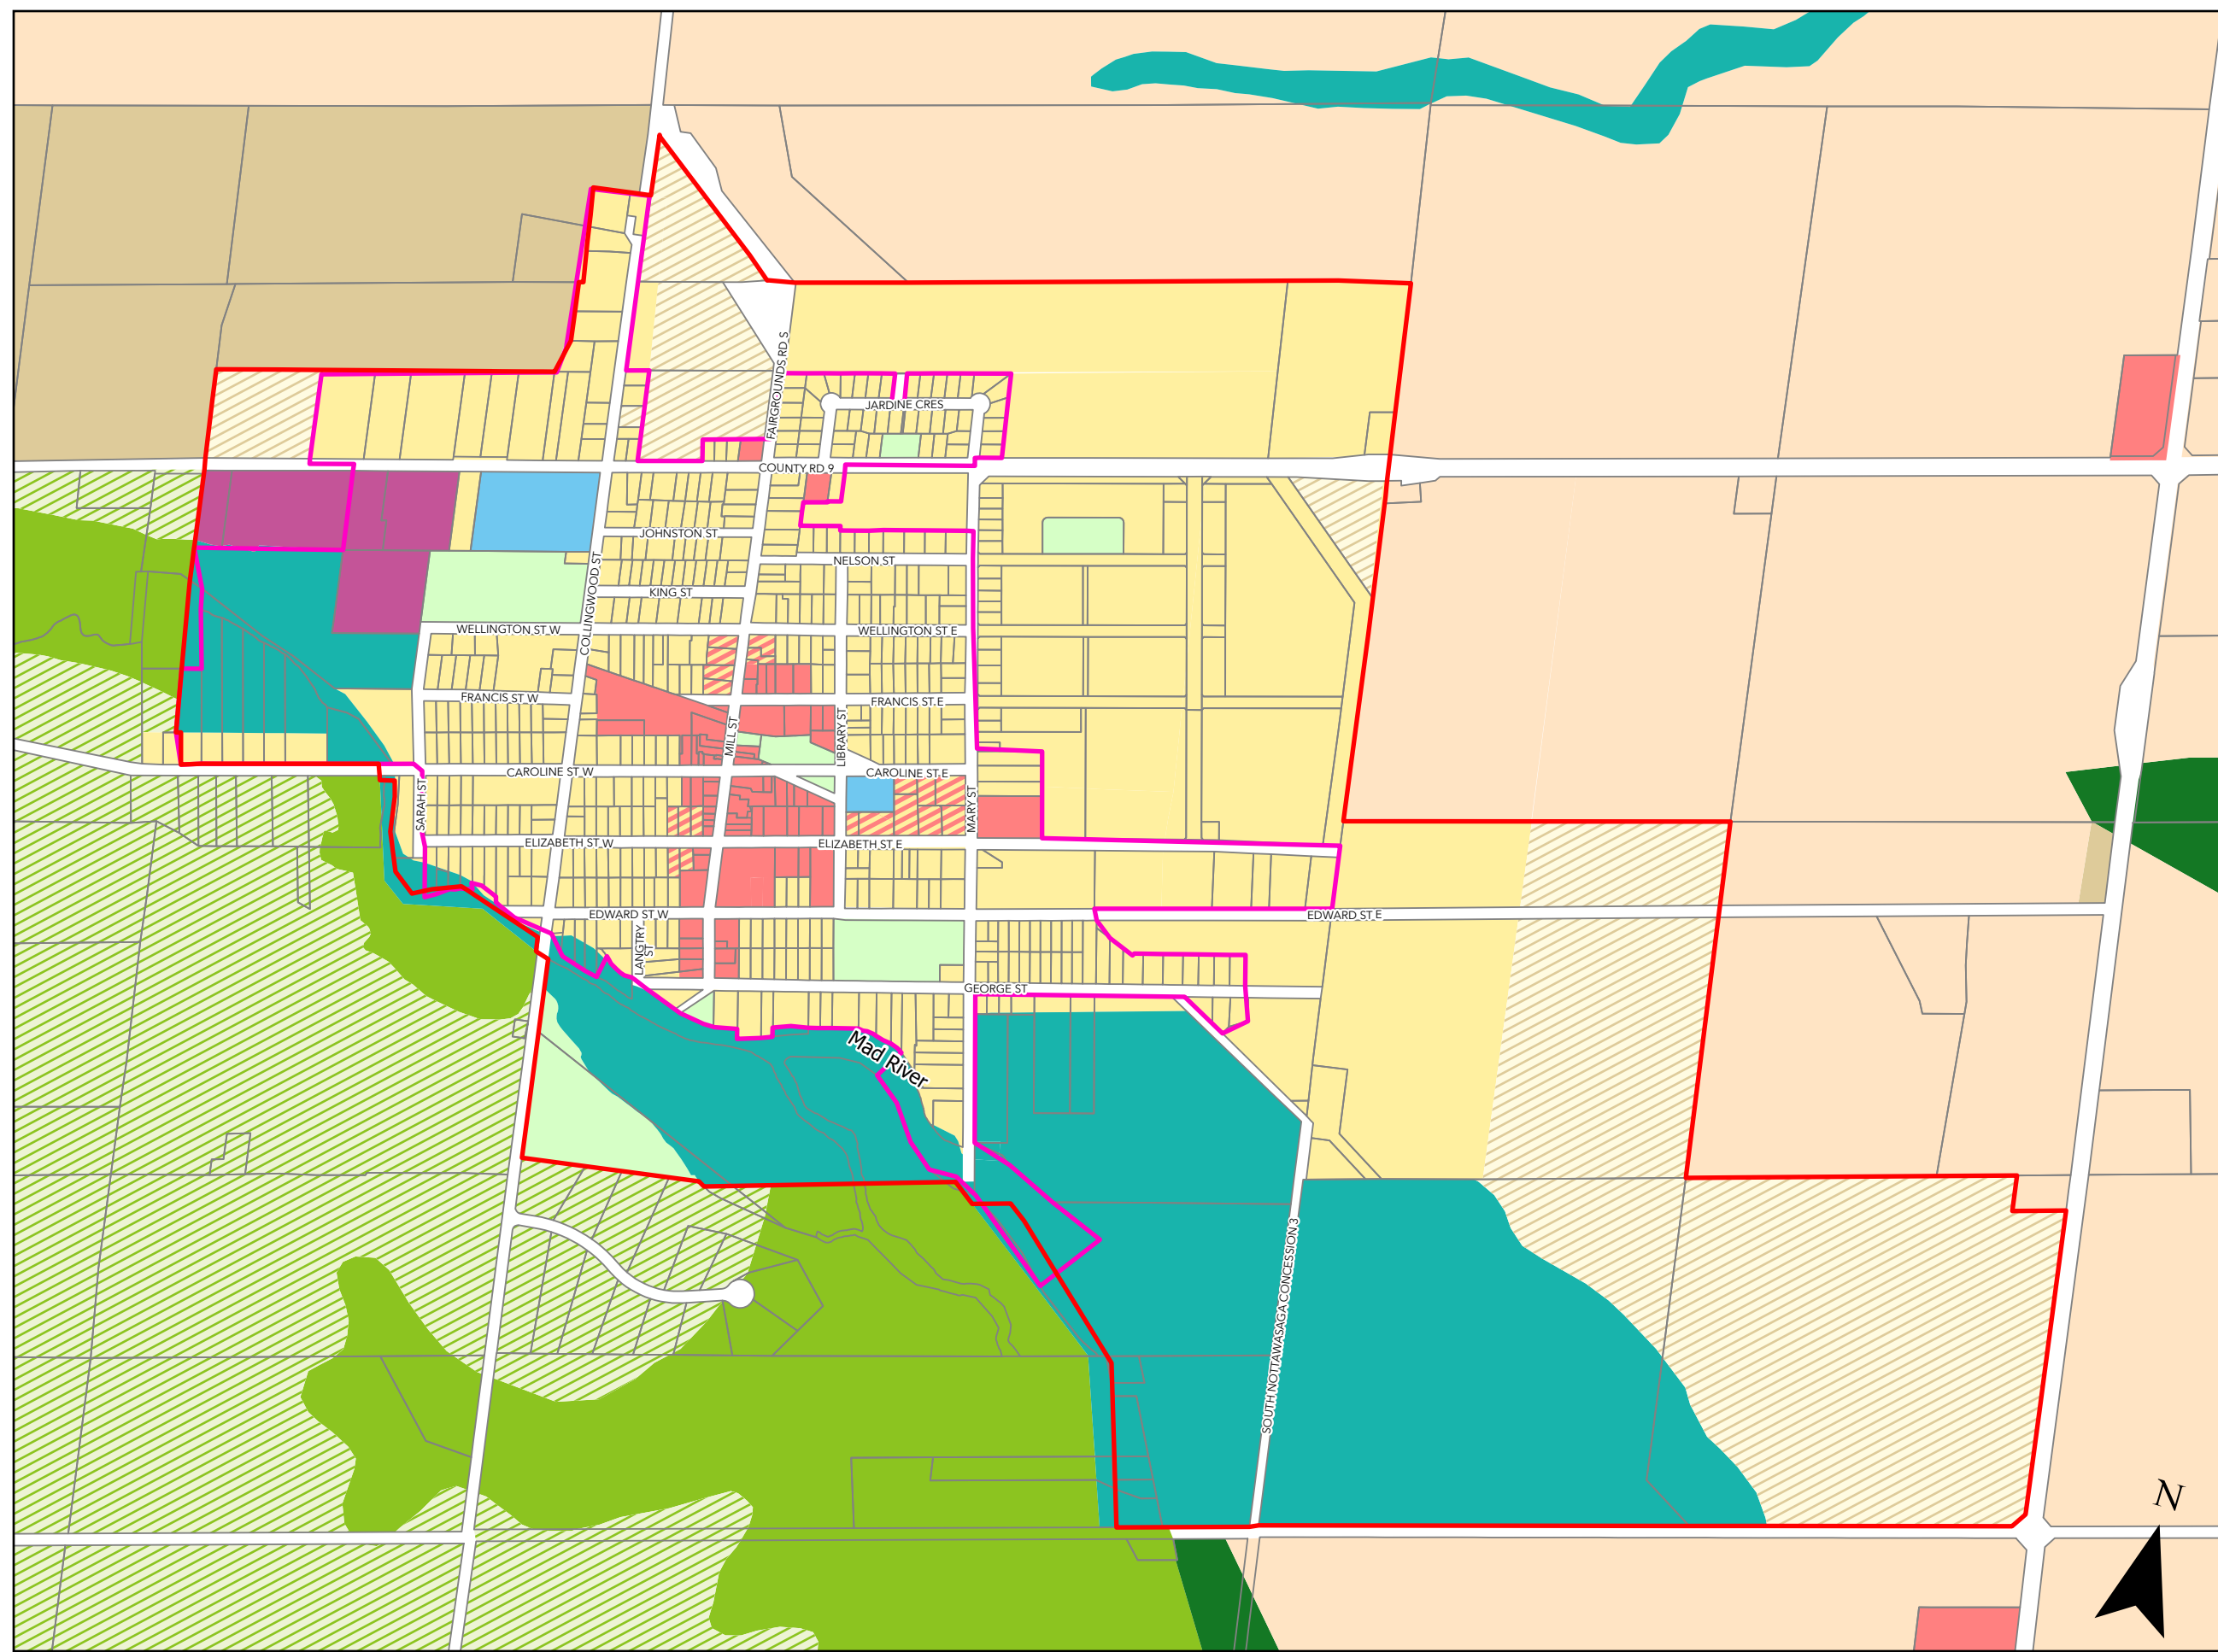 FAIRGROUNDS RD S
JARDINE CRES
COUNTY RD 9
JOHNSTON ST
NELSON ST
COLLINGWOOD ST
KING ST
WELLINGTON ST W
WELLINGTON ST E
FRANCIS ST W
FRANCIS ST E
MILL ST
LIBRARY ST
CAROLINE ST W
CAROLINE ST E
SARAH ST
MARY ST
ELIZABETH ST W
ELIZABETH ST E
EDWARD ST W
EDWARD ST E
LANGTRY
ST
GEORGE ST
Mad River
SOUTH NOTTAWASAGA CONCESSION 3
N